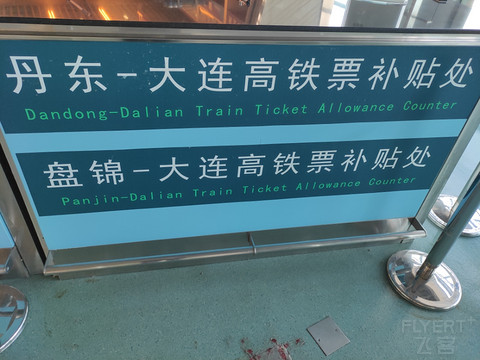 丹东-大连高铁票补贴处
Dandong-Dalian Train Ticket Allowance Counter
盘锦-大连高铁票补贴处
Panjin-Dalian Train Ticket Allowance Counter
FLYERT+
飞客